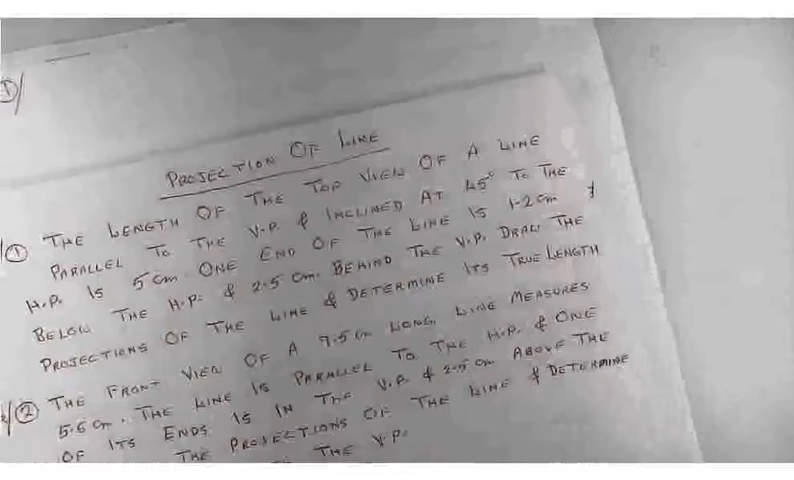 1)
PROJECTION OF LINE
① THE LENGTH OF THE TOP VIEW OF A LINE
PARALLEL TO THE V.P. & INCLINED AT 45° TO THE
H.P. IS 5 cm. ONE END OF THE LINE IS 1.2 cm
BELOW THE H.P. & 2.5 cm. BEHIND THE V.P. DRAW THE
PROJECTIONS OF THE LINE & DETERMINE ITS TRUE LENGTH
② THE FRONT VIEW OF A 7.5 cm LONG LINE MEASURES
5.5 cm. THE LINE IS PARALLEL TO THE H.P. & ONE
OF ITS ENDS IS IN THE V.P. & 2.5 cm ABOVE THE
THE PROJECTIONS OF THE LINE & DETERMINE
THE V.P.